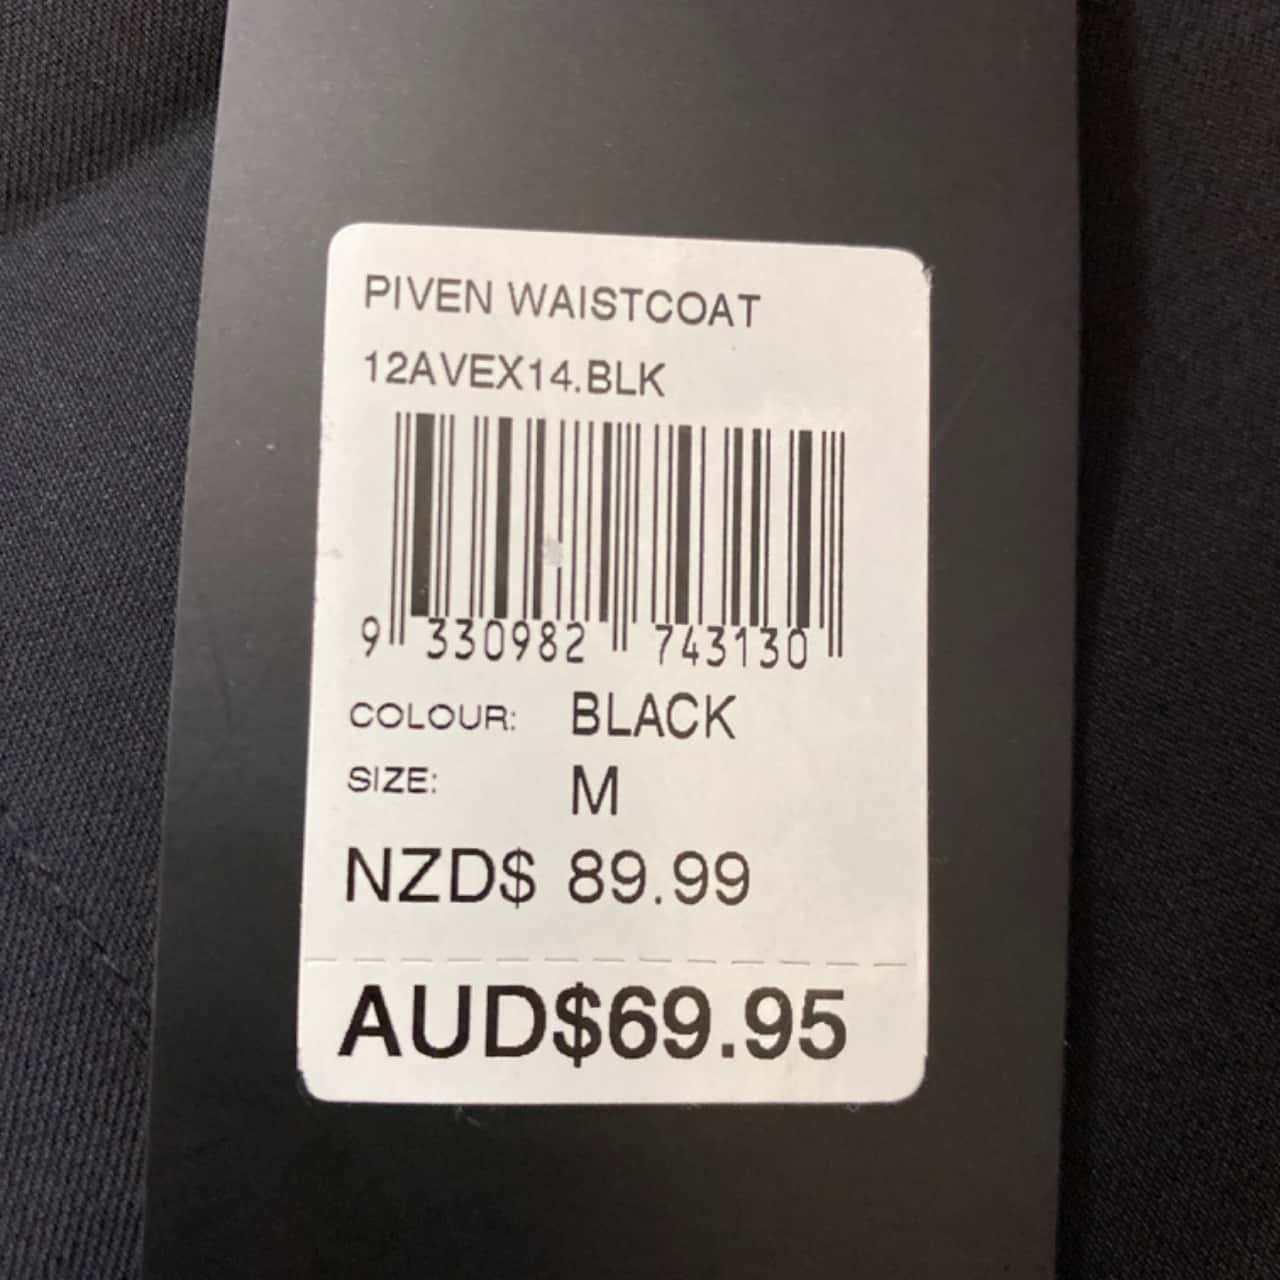 PIVEN WAISTCOAT
12AVEX14.BLK
9 330982 743130
COLOUR: BLACK
SIZE: M
NZD$ 89.99
AUD$69.95